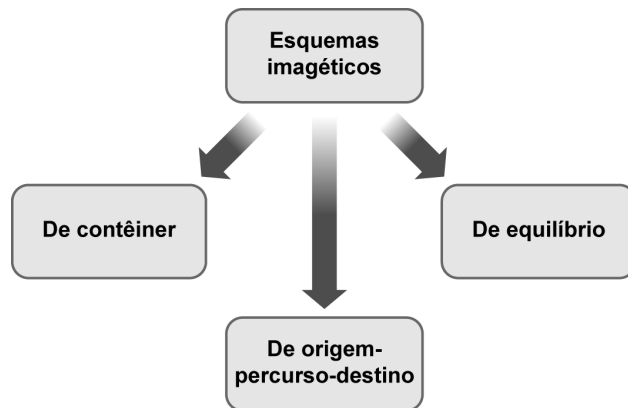 Esquemas
imagéticos
De contêiner
De equilíbrio
De origem-
percurso-destino